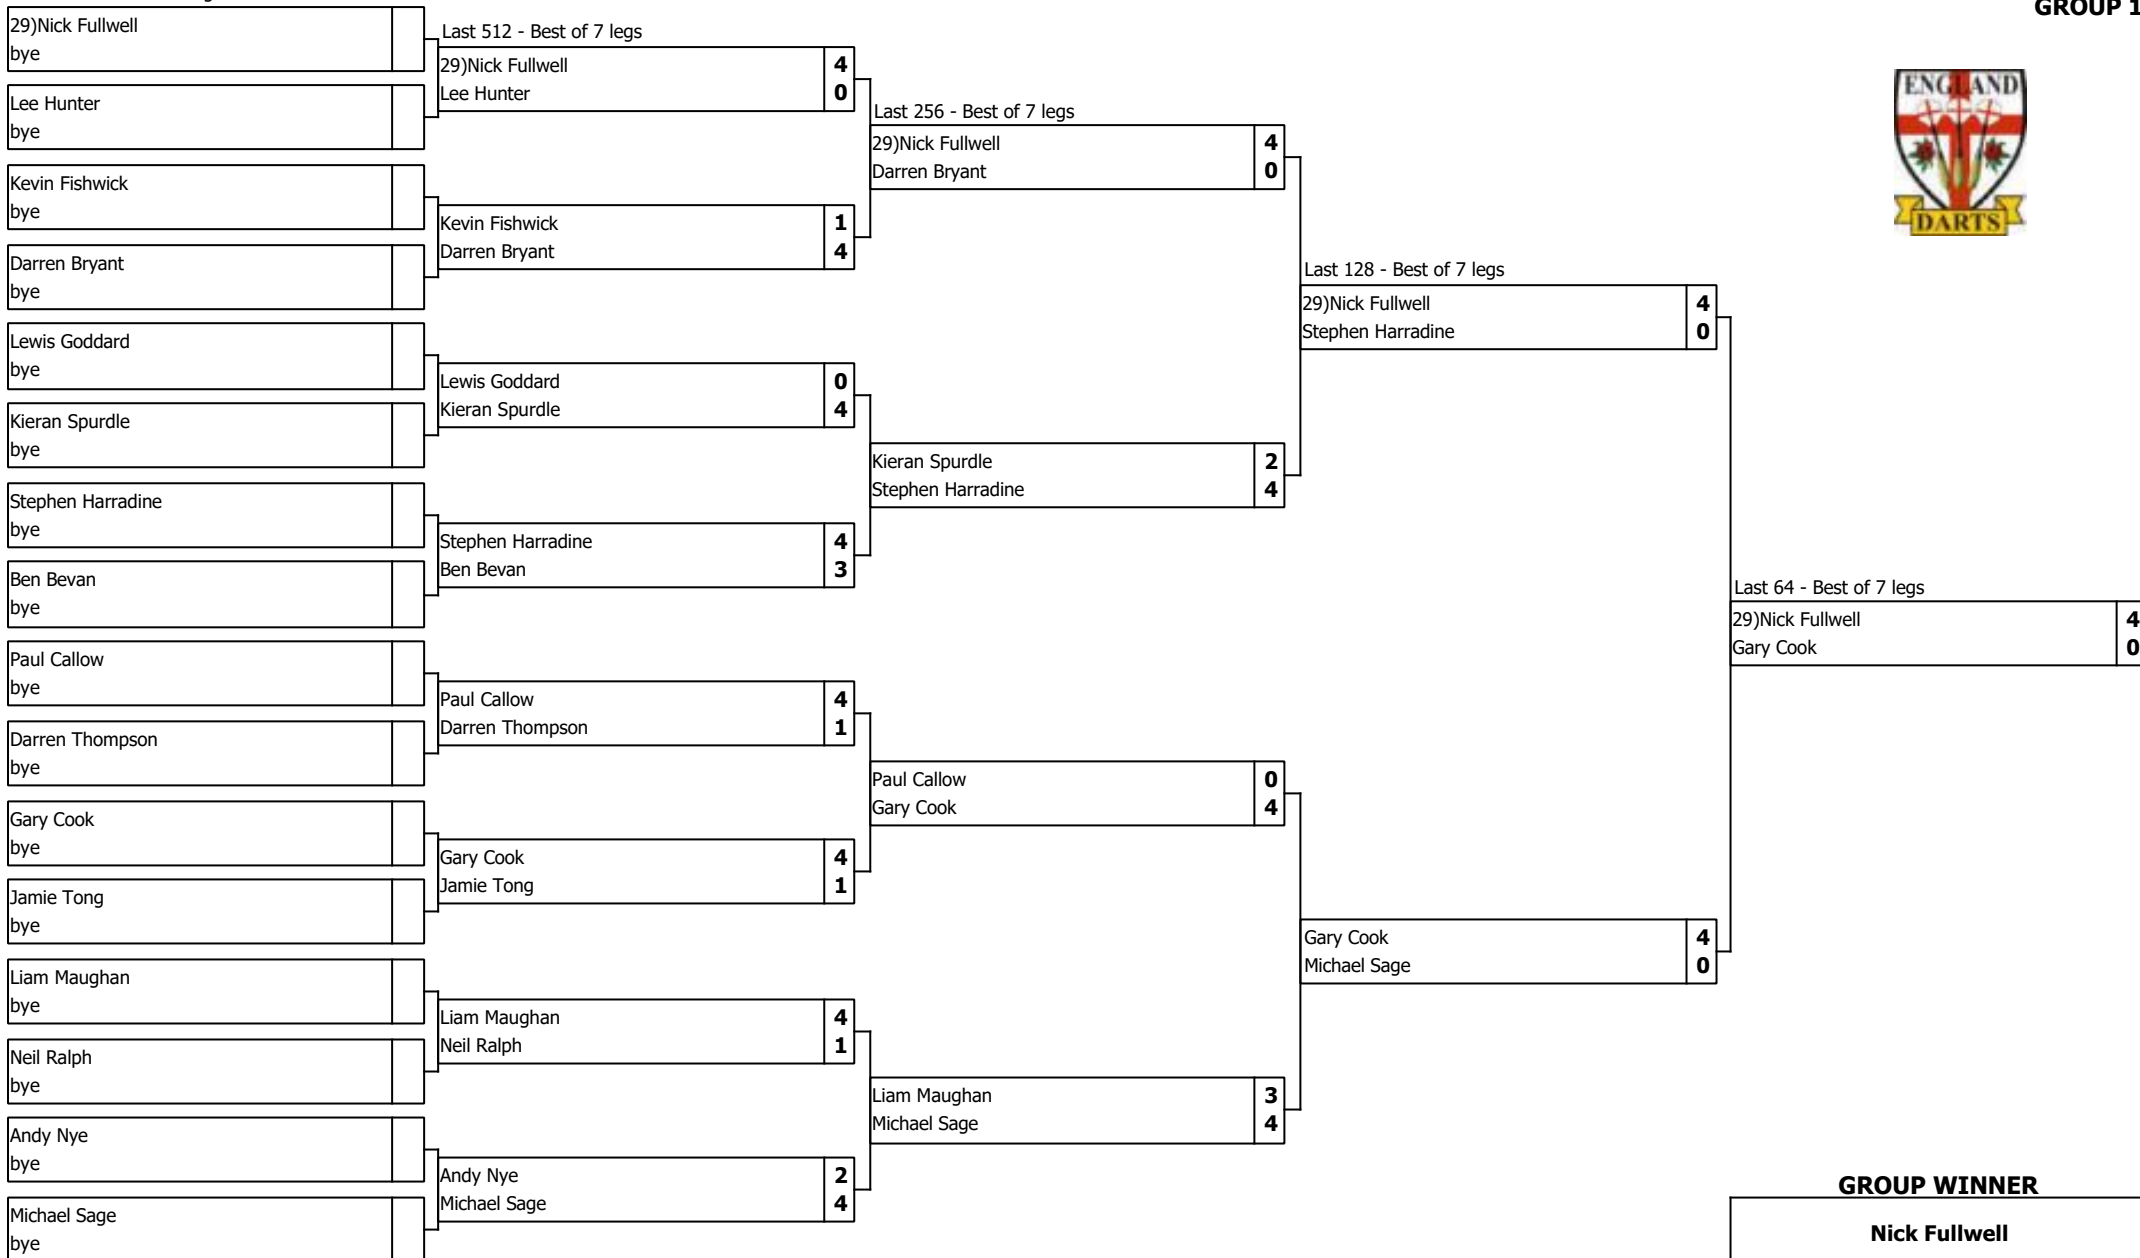 GROUP 1
29)Nick Fullwell
bye
Lee Hunter
bye
Kevin Fishwick
bye
Darren Bryant
bye
Lewis Goddard
bye
Kieran Spurdle
bye
Stephen Harradine
bye
Ben Bevan
bye
Paul Callow
bye
Darren Thompson
bye
Gary Cook
bye
Jamie Tong
bye
Liam Maughan
bye
Neil Ralph
bye
Andy Nye
bye
Michael Sage
bye
Last 512 - Best of 7 legs
29)Nick Fullwell 4
Lee Hunter 0
Kevin Fishwick 1
Darren Bryant 4
Lewis Goddard 0
Kieran Spurdle 4
Stephen Harradine 4
Ben Bevan 3
Paul Callow 4
Darren Thompson 1
Gary Cook 4
Jamie Tong 1
Liam Maughan 4
Neil Ralph 1
Andy Nye 2
Michael Sage 4
Last 256 - Best of 7 legs
29)Nick Fullwell 4
Darren Bryant 0
Kieran Spurdle 2
Stephen Harradine 4
Paul Callow 0
Gary Cook 4
Liam Maughan 3
Michael Sage 4
Last 128 - Best of 7 legs
29)Nick Fullwell 4
Stephen Harradine 0
Gary Cook 4
Michael Sage 0
Last 64 - Best of 7 legs
29)Nick Fullwell 4
Gary Cook 0
ENGLAND
DARTS
GROUP WINNER
Nick Fullwell